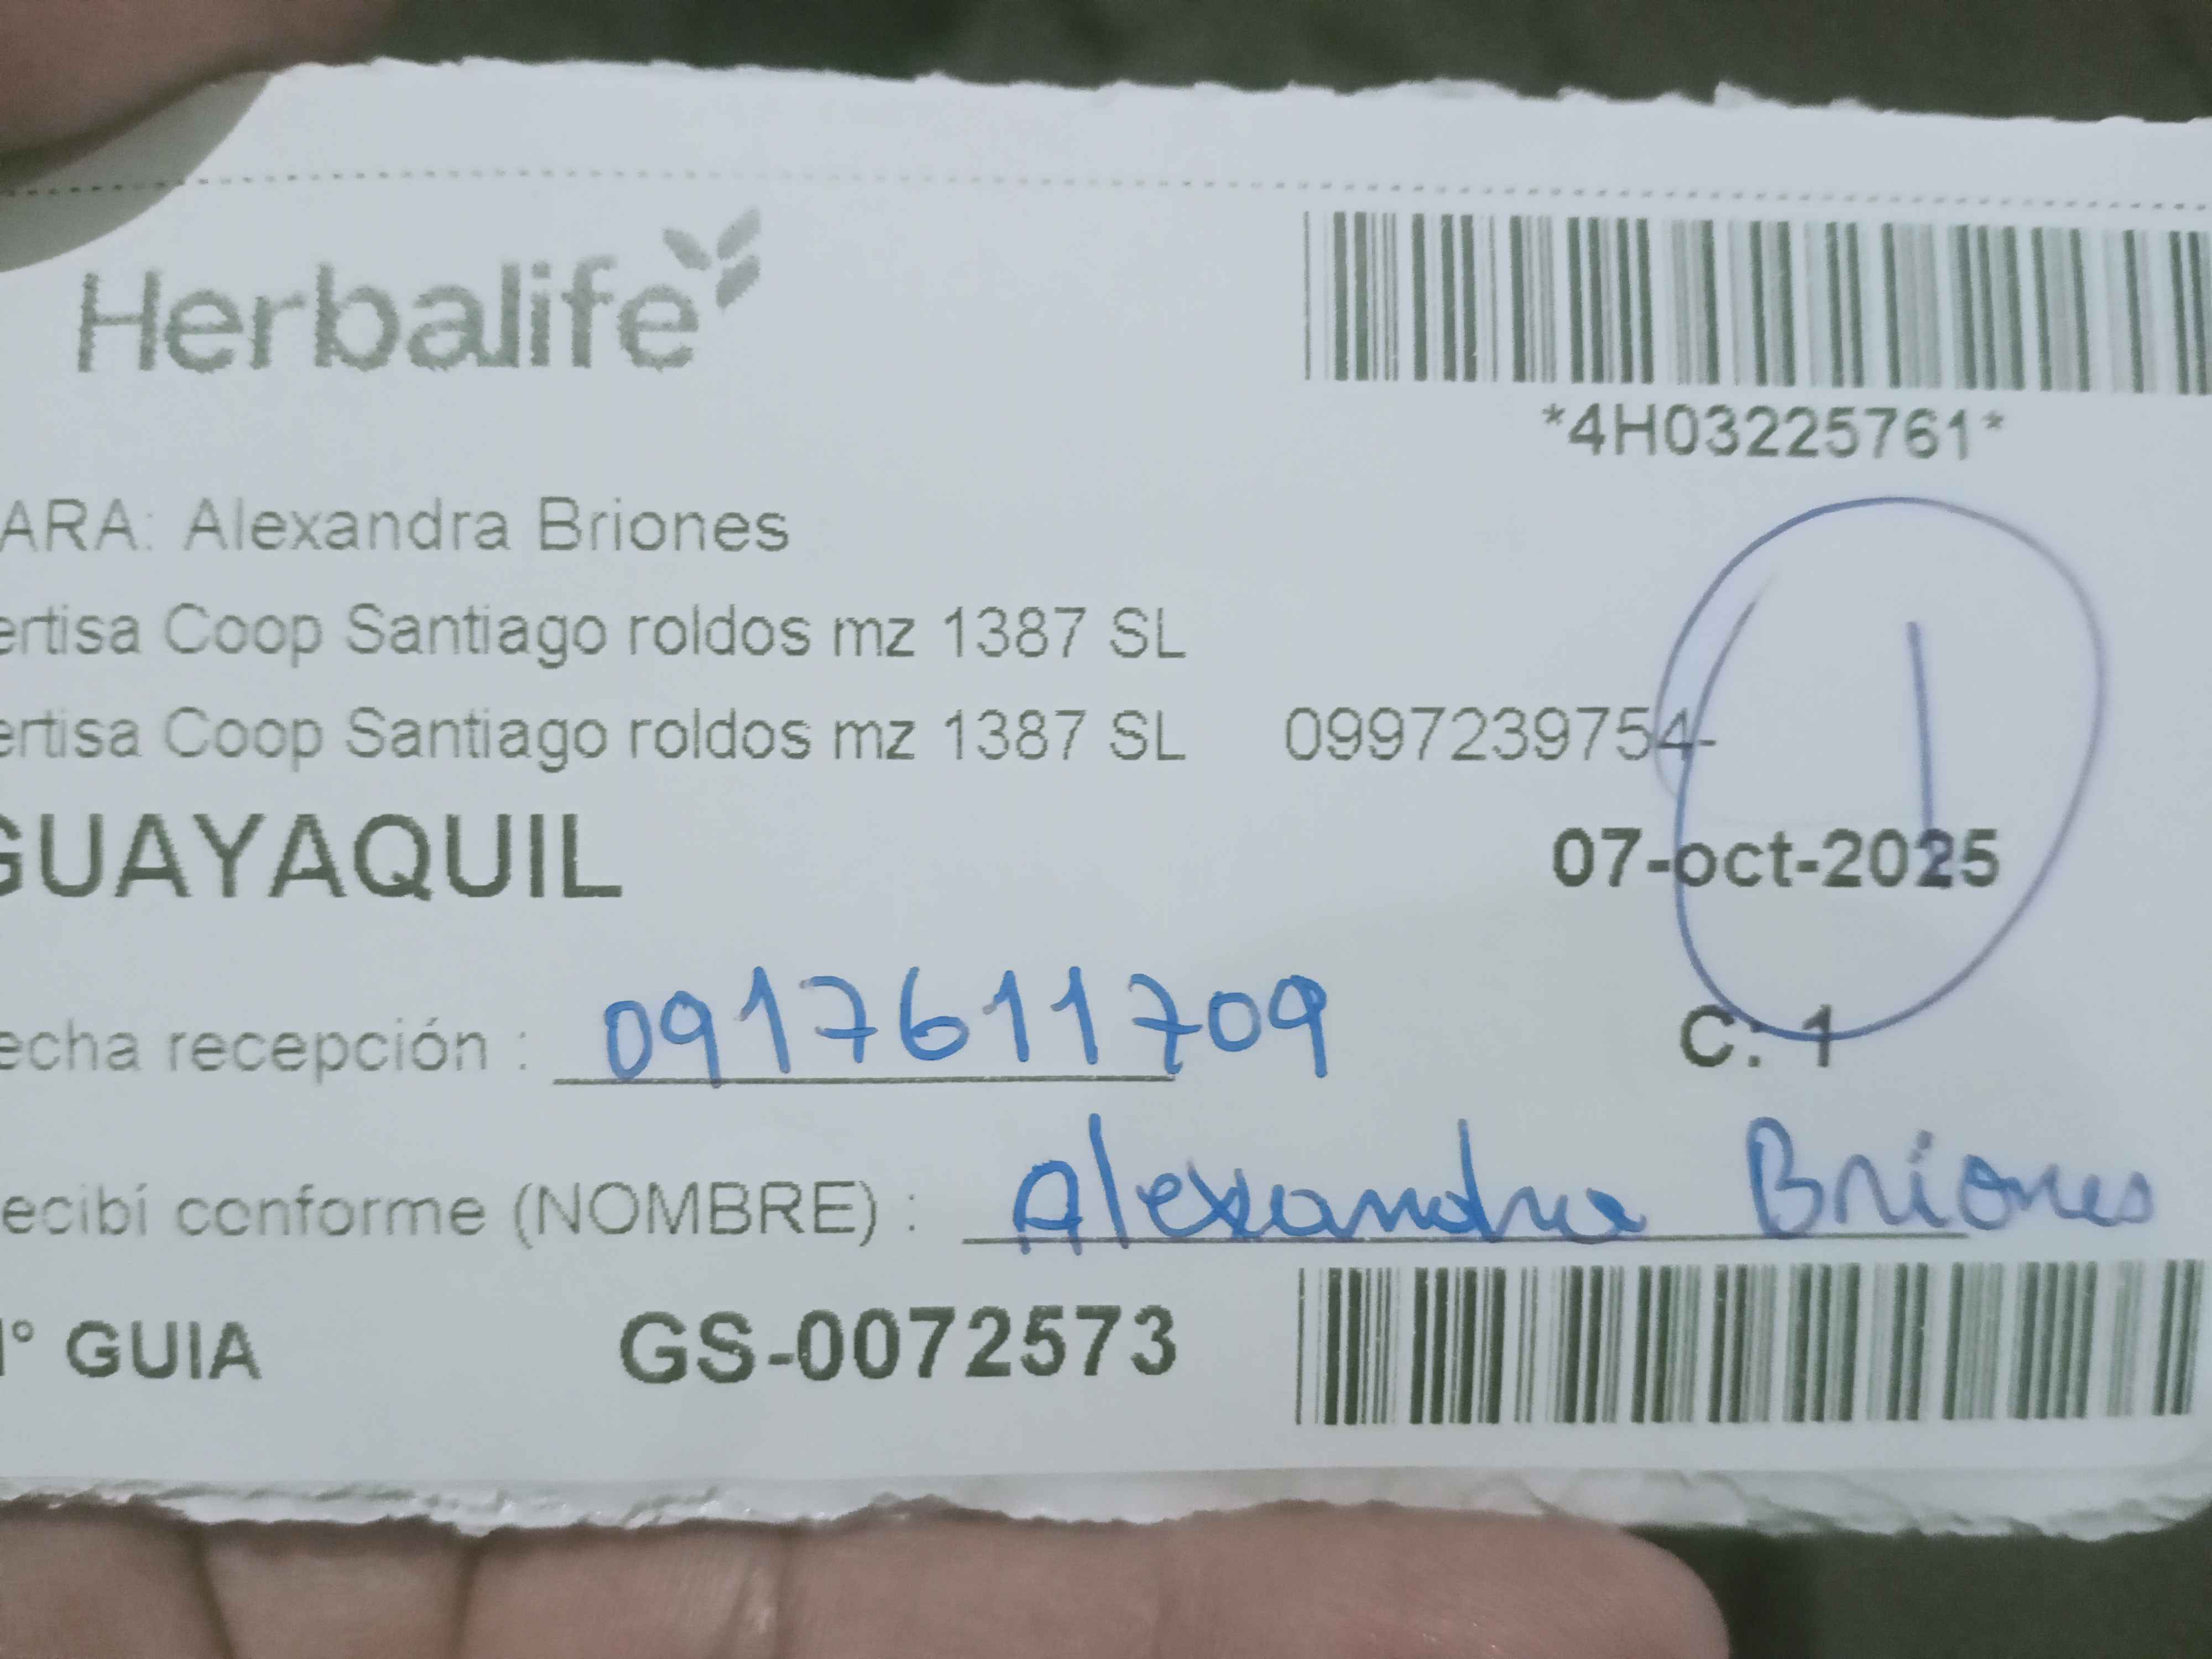 Herbalife
*4H03225761*
ARA: Alexandra Briones
ertisa Coop Santiago roldos mz 1387 SL
ertisa Coop Santiago roldos mz 1387 SL 0997239754-
GUAYAQUIL
07-oct-2025
1
echa recepción : 0917611709
C: 1
ecibí conforme (NOMBRE) : Alexandra Briones
N° GUIA GS-0072573